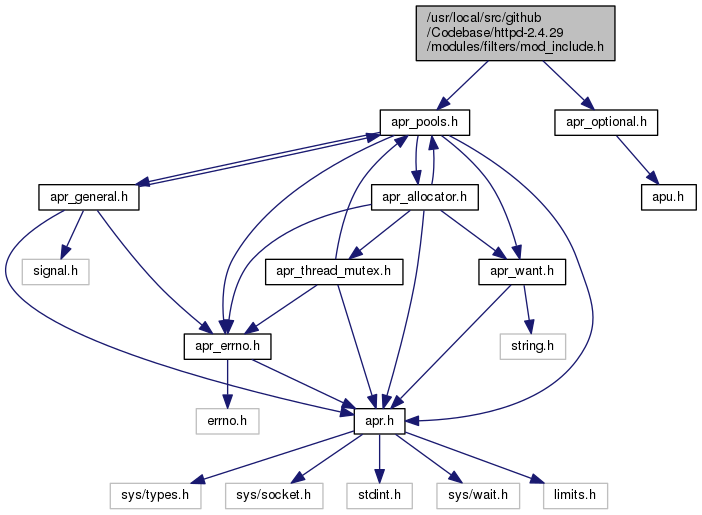 /usr/local/src/github
/Codebase/httpd-2.4.29
/modules/filters/mod_include.h
apr_pools.h
apr_optional.h
apr_general.h
apr_allocator.h
apu.h
signal.h
apr_thread_mutex.h
apr_want.h
apr_errno.h
string.h
errno.h
apr.h
sys/types.h
sys/socket.h
stdint.h
sys/wait.h
limits.h